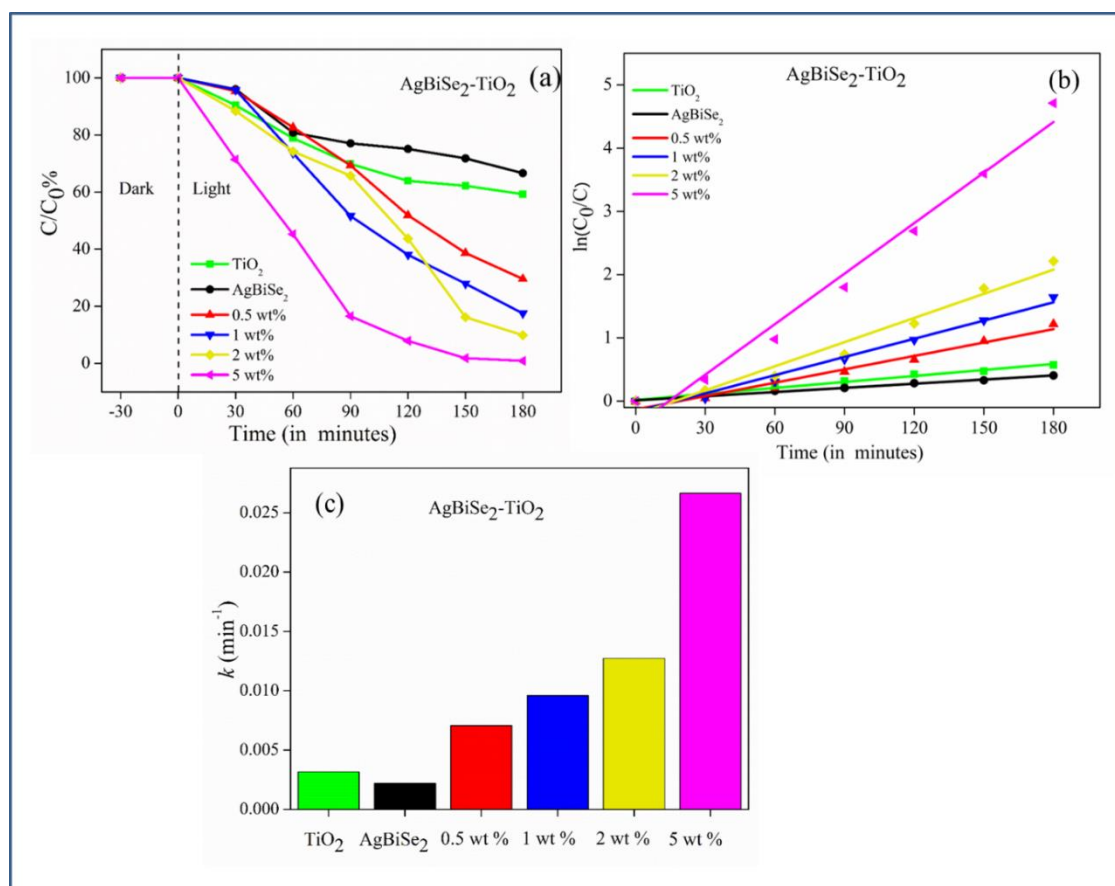 AgBiSe₂-TiO₂ (a)
100
80
60
40
20
0
C/C₀%
Dark Light
TiO₂
AgBiSe₂
0.5 wt%
1 wt%
2 wt%
5 wt%
-30 0 30 60 90 120 150 180
Time (in minutes)
AgBiSe₂-TiO₂ (b)
5
4
3
2
1
0
ln(C₀/C)
TiO₂
AgBiSe₂
0.5 wt%
1 wt%
2 wt%
5 wt%
0 30 60 90 120 150 180
Time (in minutes)
(c) AgBiSe₂-TiO₂
0.025
0.020
0.015
0.010
0.005
0.000
k (min⁻¹)
TiO₂ AgBiSe₂ 0.5 wt % 1 wt % 2 wt % 5 wt %